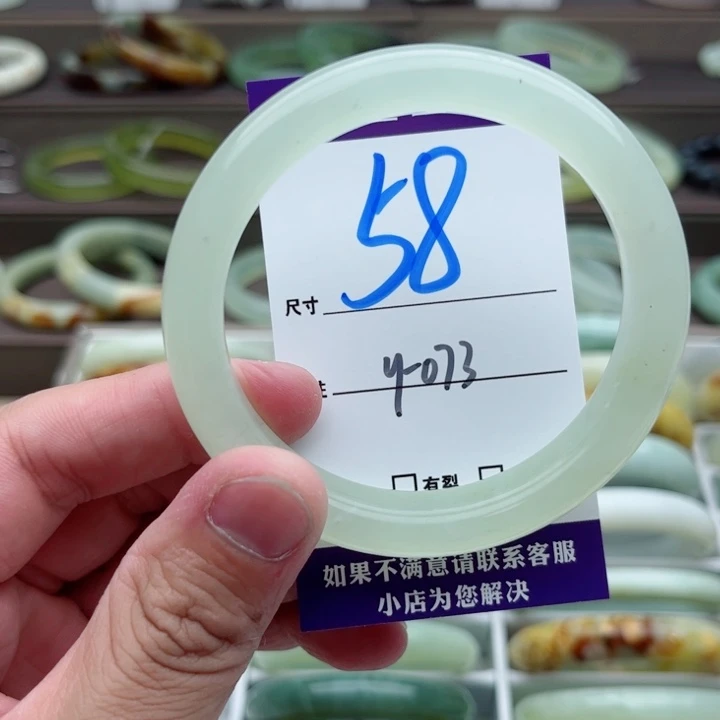 58
尺寸
y-073
有裂
如果不满意请联系客服
小店为您解决